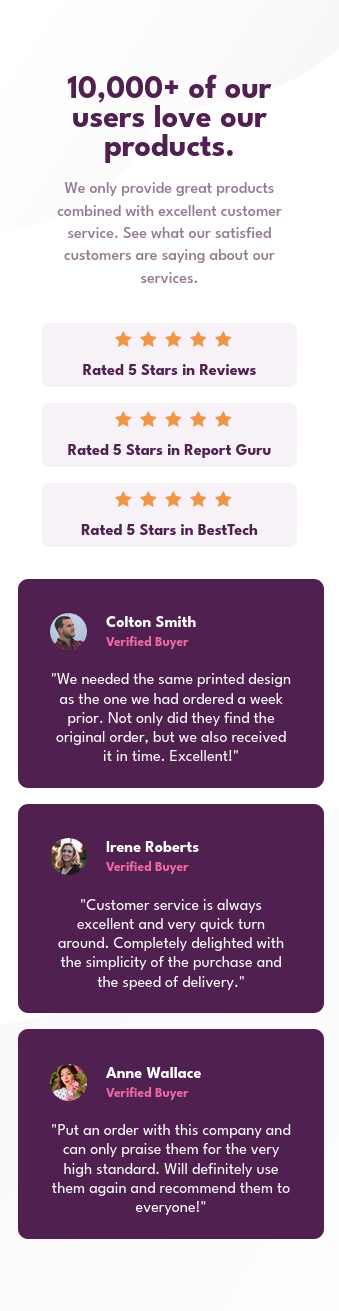 10,000+ of our
users love our
products.
We only provide great products
combined with excellent customer
service. See what our satisfied
customers are saying about our
services.
Rated 5 Stars in Reviews
Rated 5 Stars in Report Guru
Rated 5 Stars in BestTech
Colton Smith
Verified Buyer
"We needed the same printed design
as the one we had ordered a week
prior. Not only did they find the
original order, but we also received
it in time. Excellent!"
Irene Roberts
Verified Buyer
"Customer service is always
excellent and very quick turn
around. Completely delighted with
the simplicity of the purchase and
the speed of delivery."
Anne Wallace
Verified Buyer
"Put an order with this company and
can only praise them for the very
high standard. Will definitely use
them again and recommend them to
everyone!"